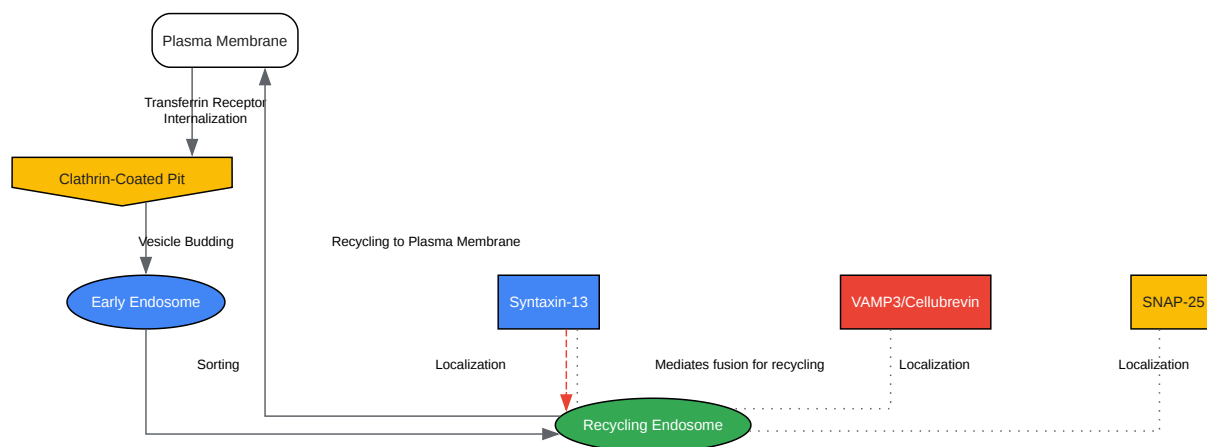 Plasma Membrane
Transferrin Receptor
Internalization
Clathrin-Coated Pit
Vesicle Budding
Recycling to Plasma Membrane
Early Endosome
Syntaxin-13
VAMP3/Cellubrevin
SNAP-25
Sorting
Localization
Mediates fusion for recycling
Localization
Localization
Recycling Endosome